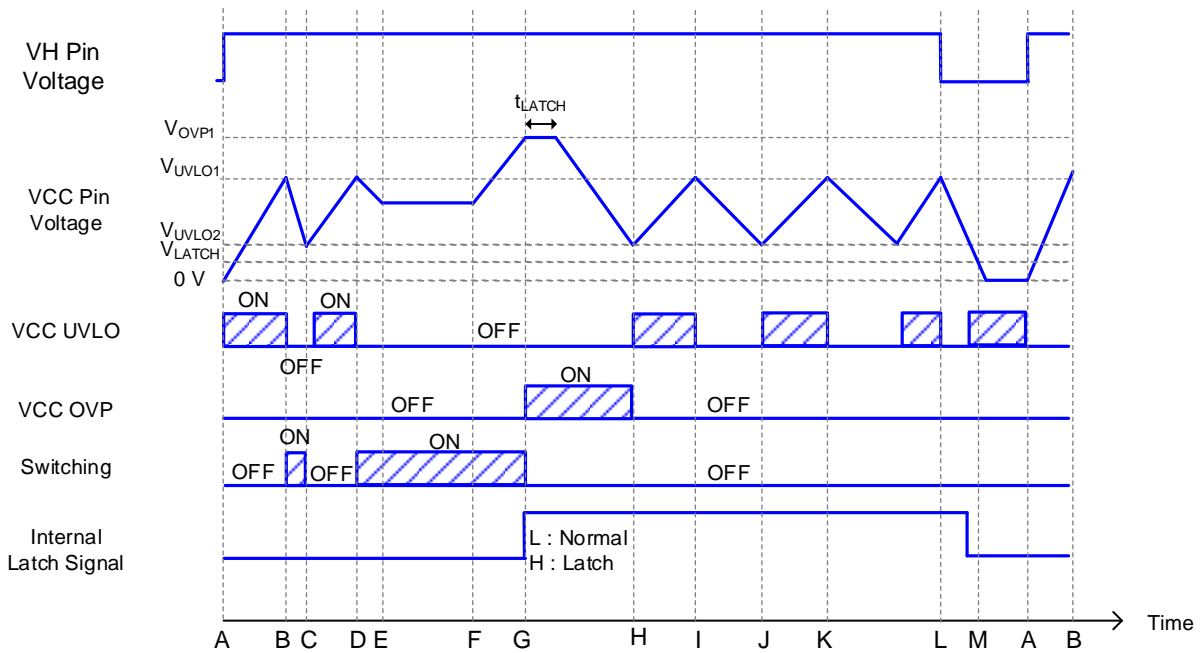 VH Pin
Voltage
tLATCH
VOVP1
VUVLO1
VCC Pin
Voltage
VUVLO2
VLATCH
0 V
ON
ON
VCC UVLO
OFF
OFF
ON
VCC OVP
OFF
OFF
ON
ON
Switching
OFF
OFF
OFF
Internal
Latch Signal
L : Normal
H : Latch
A B C D E F G H I J K L M A B
Time